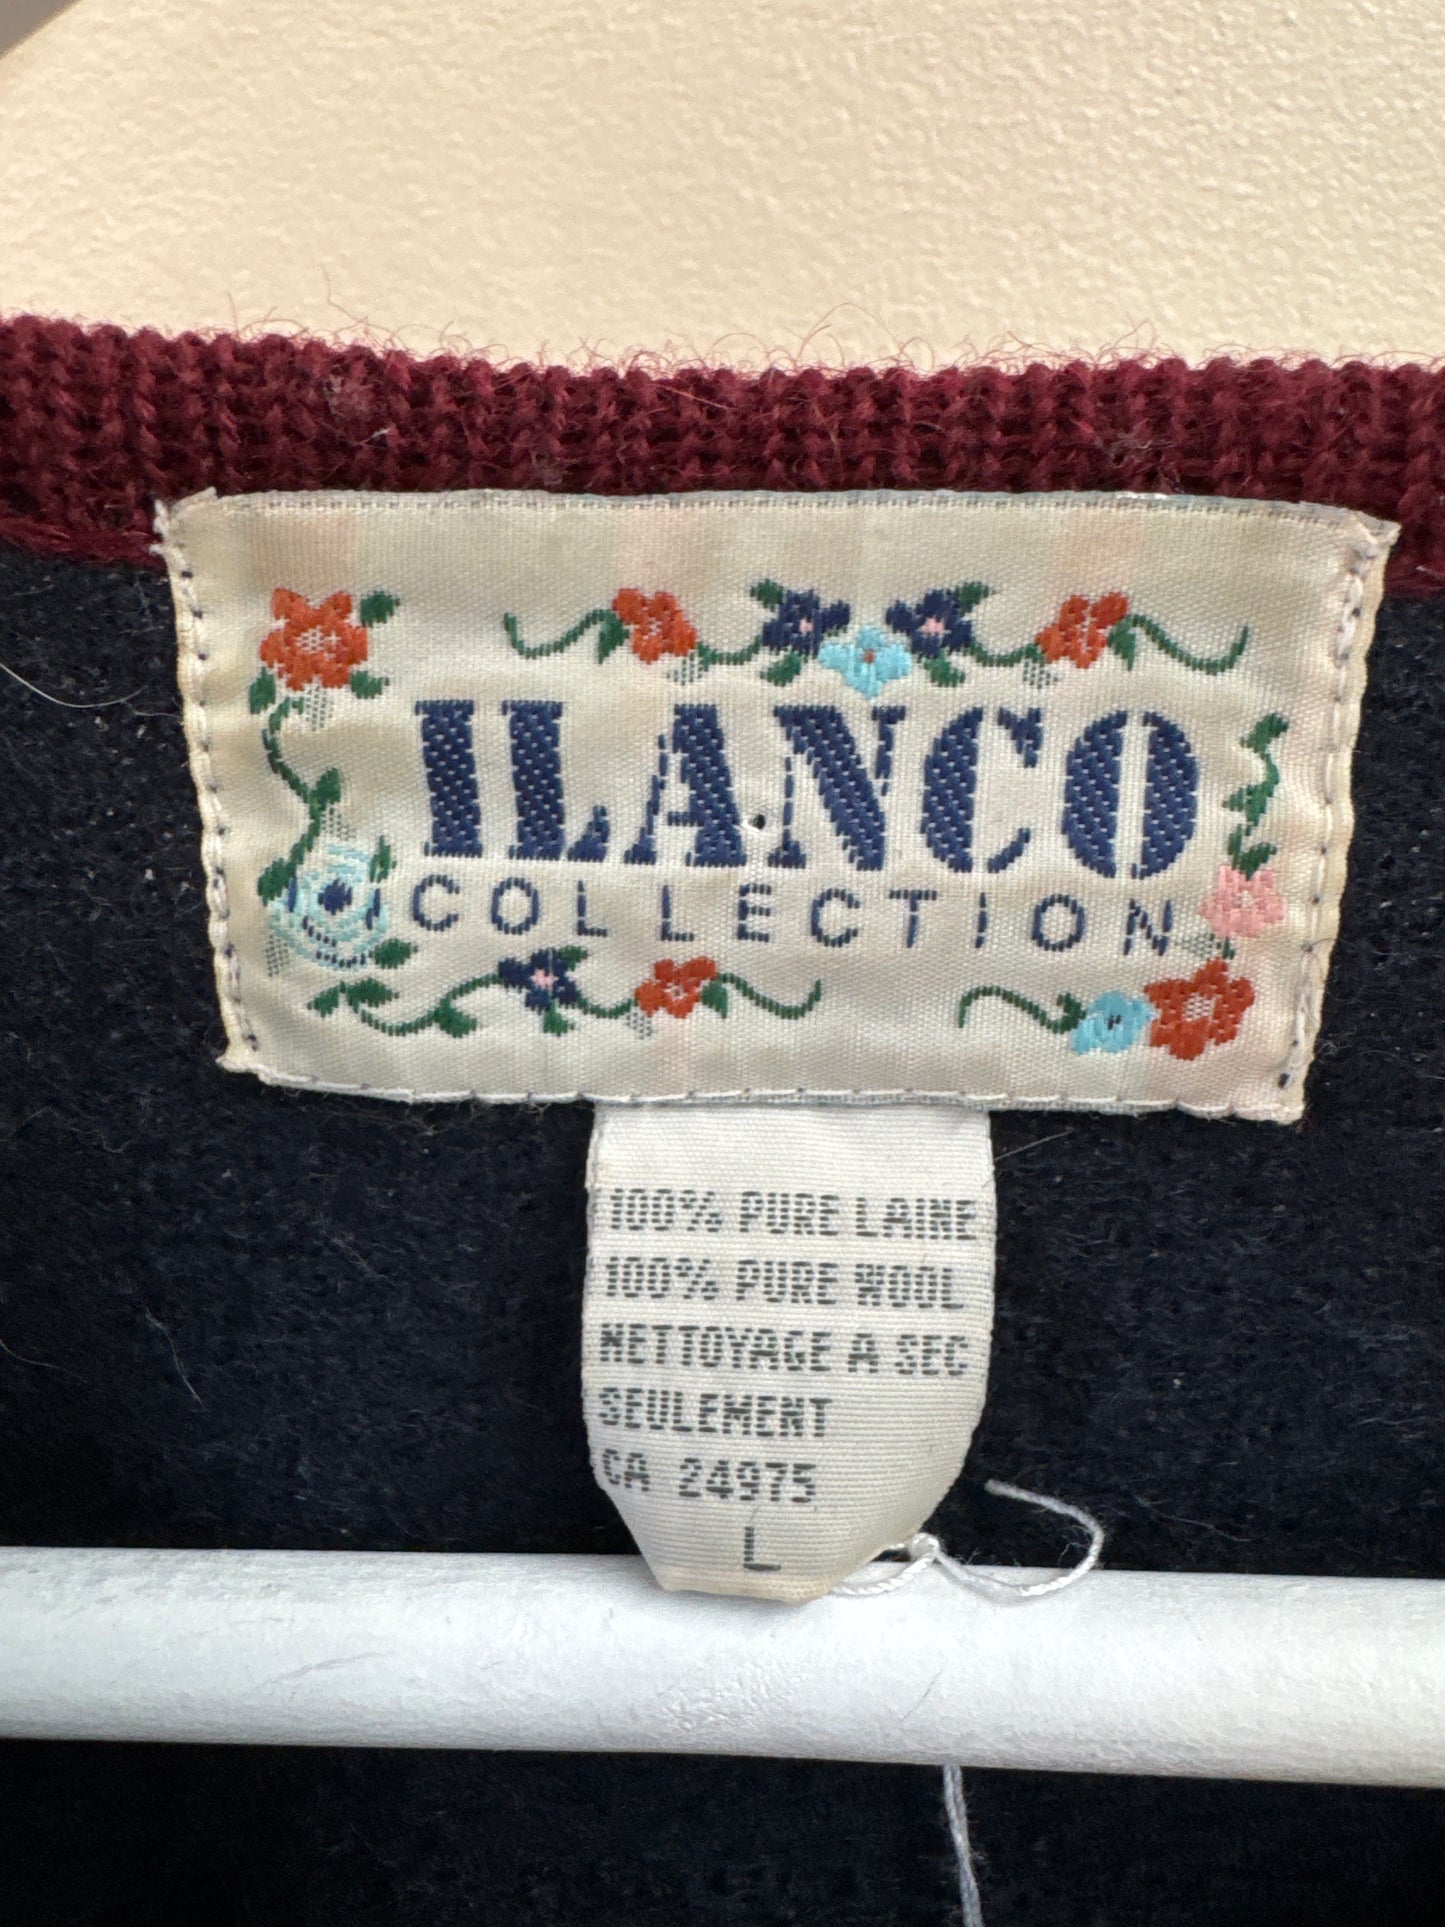 ILANCO
COLLECTION
100% PURE LAINE
100% PURE WOOL
NETTOYAGE A SEC
SEULEMENT
CA 24975
L